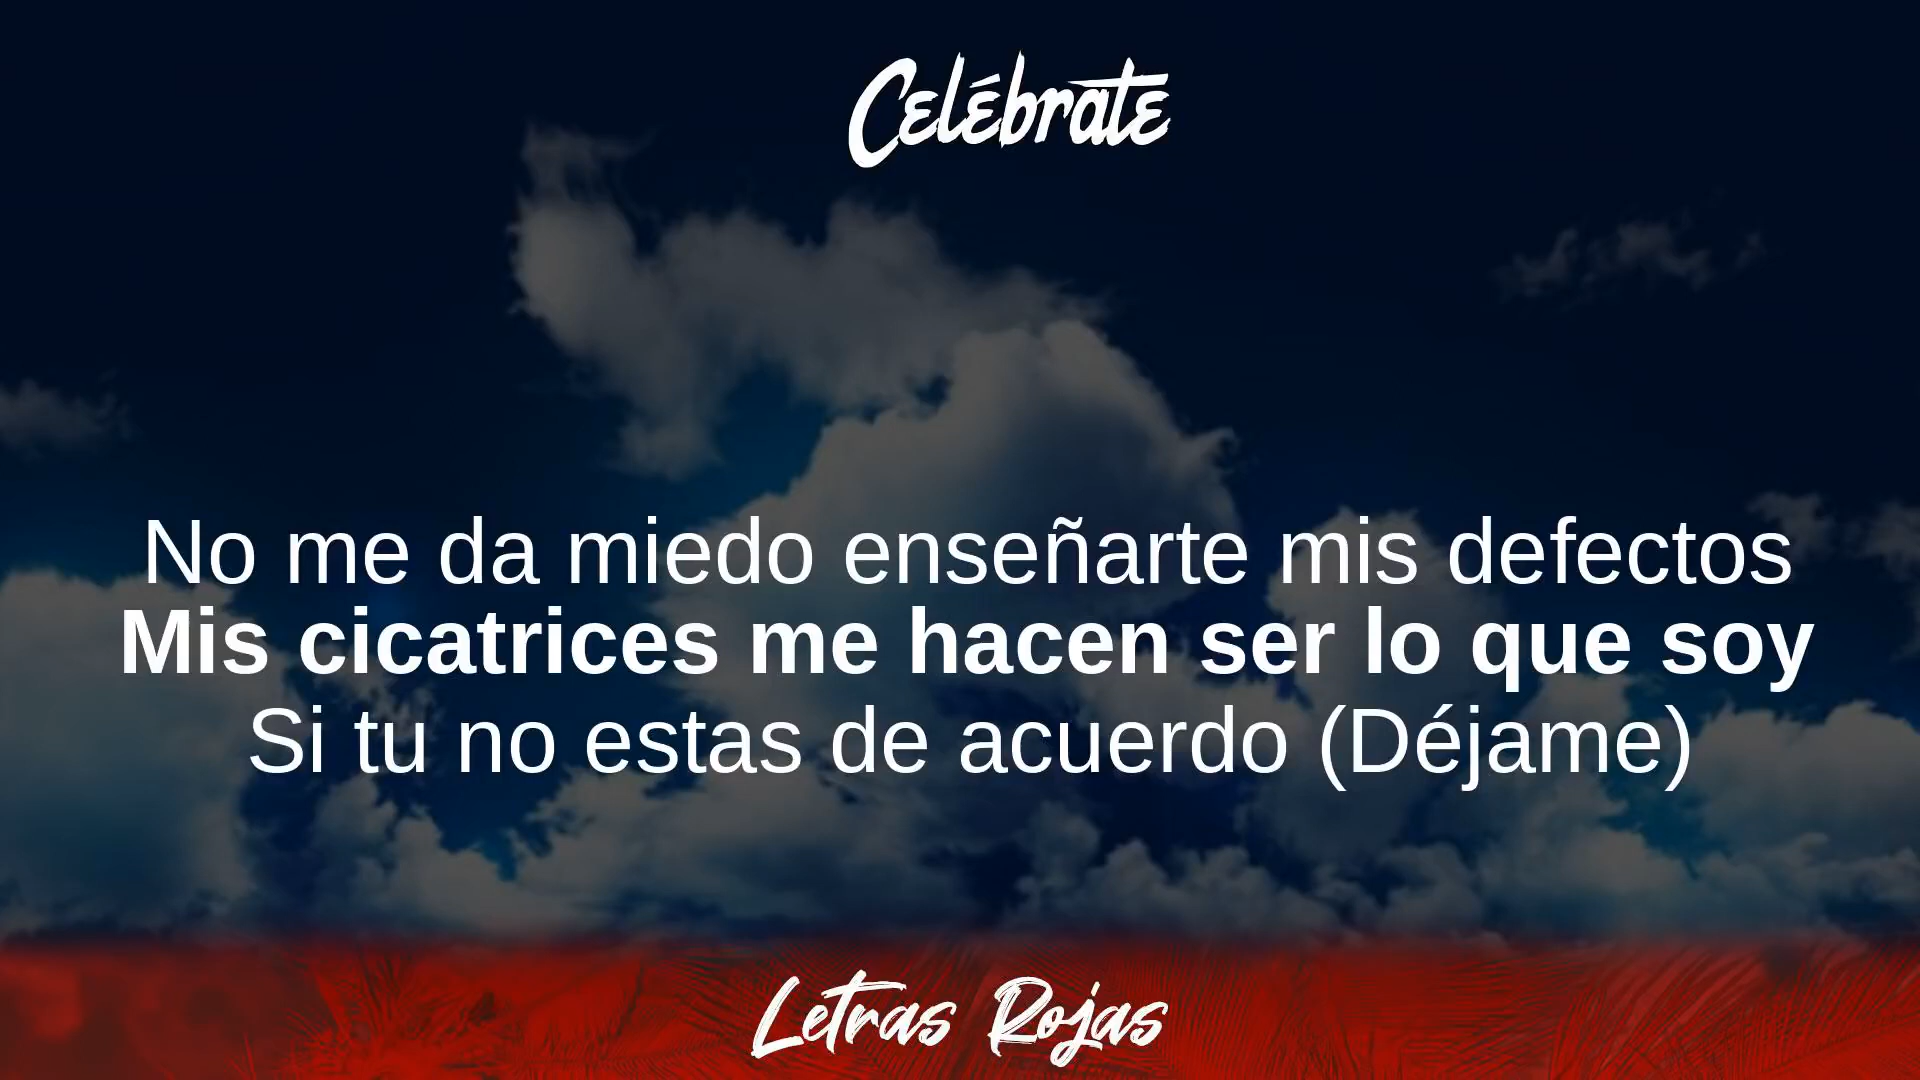 Celébrate
No me da miedo enseñarte mis defectos
Mis cicatrices me hacen ser lo que soy
Si tu no estas de acuerdo (Déjame)
Letras Rojas